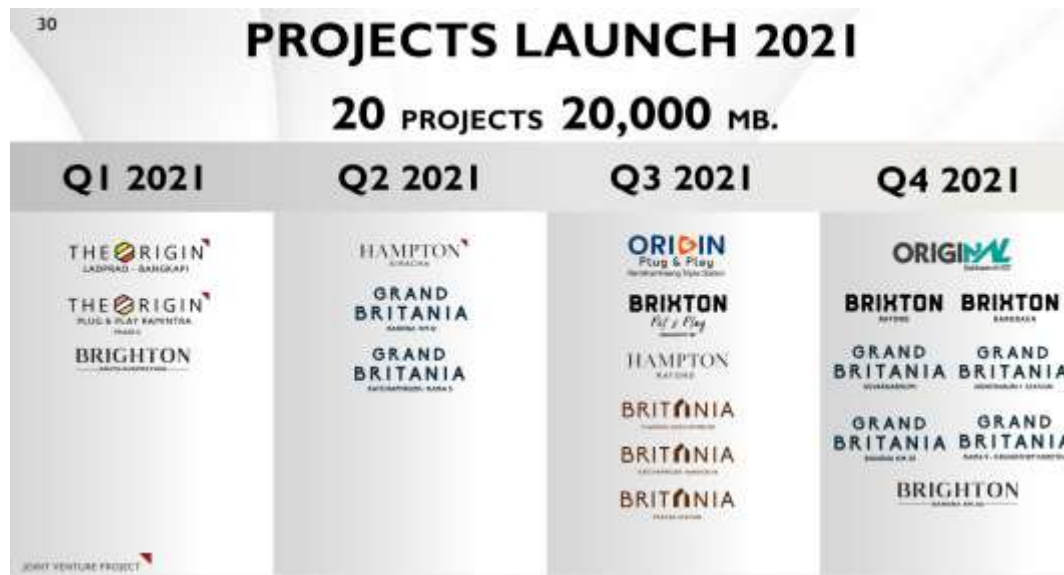 30
PROJECTS LAUNCH 2021
20 PROJECTS 20,000 MB.
Q1 2021
THE ORIGIN
LADPRAO - BANGKAPI
THE ORIGIN
PLUG & PLAY RAMINTRA
BRIGHTON
Q2 2021
HAMPTON
SRIRACHA
GRAND
BRITANIA
GRAND
BRITANIA
Q3 2021
ORIGIN
Plug & Play
BRIXTON
Pet & Play
HAMPTON
RAYONG
BRITANIA
BRITANIA
BRITANIA
Q4 2021
ORIGINAL
BRIXTON
BRIXTON
GRAND
BRITANIA
GRAND
BRITANIA
GRAND
BRITANIA
GRAND
BRITANIA
BRIGHTON
JOINT VENTURE PROJECT